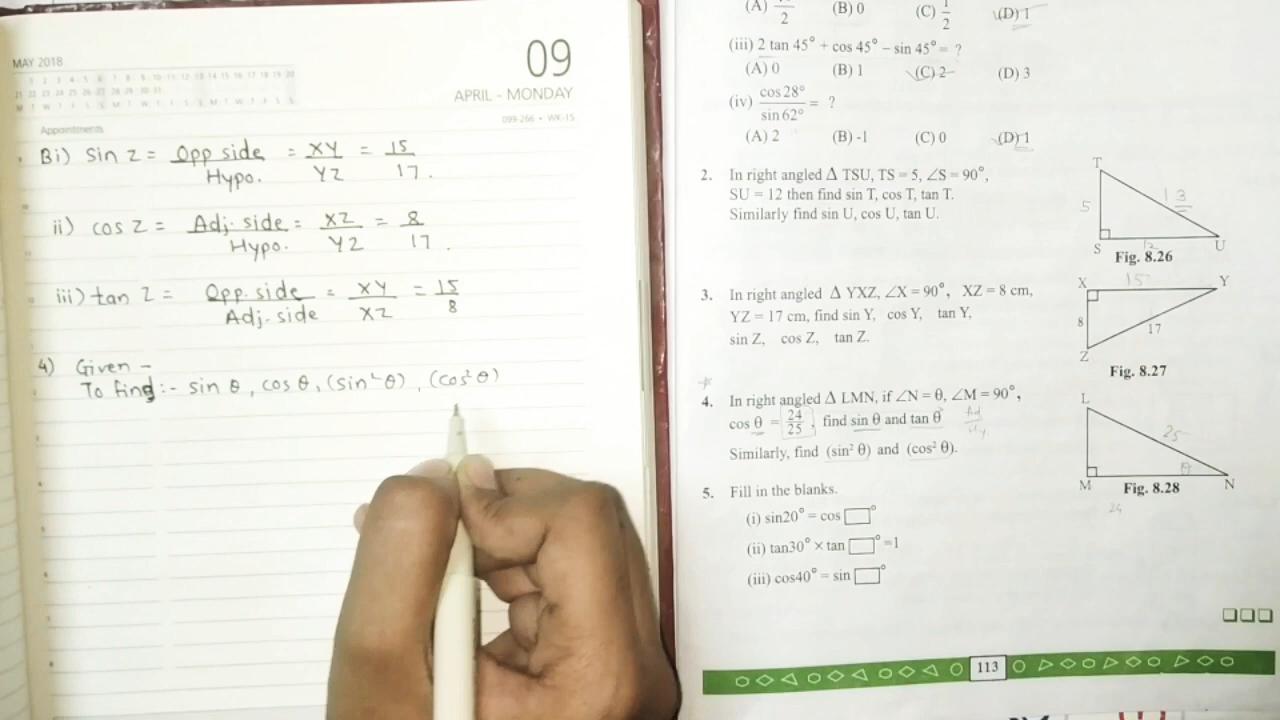 MAY 2018
09
APRIL - MONDAY
099-266 • WK-15
Appointments
Bi) Sin Z = Opp side / Hypo. = XY / YZ = 15 / 17.
ii) cos Z = Adj. side / Hypo. = XZ / YZ = 8 / 17.
iii) tan Z = Opp. side / Adj. side = XY / XZ = 15 / 8
4) Given -
To find :- sin θ, cos θ, (sin² θ), (cos² θ)
(A) 2 (B) 0 (C) 1/2 (D) 1
(iii) 2 tan 45° + cos 45° – sin 45° = ?
(A) 0 (B) 1 (C) 2 (D) 3
(iv) cos 28° / sin 62° = ?
(A) 2 (B) -1 (C) 0 (D) 1
2. In right angled Δ TSU, TS = 5, ∠S = 90°,
SU = 12 then find sin T, cos T, tan T.
Similarly find sin U, cos U, tan U.
T
5
13
S
12
U
Fig. 8.26
3. In right angled Δ YXZ, ∠X = 90°, XZ = 8 cm,
YZ = 17 cm, find sin Y, cos Y, tan Y,
sin Z, cos Z, tan Z.
X
15
Y
8
17
Z
Fig. 8.27
4. In right angled Δ LMN, if ∠N = θ, ∠M = 90°,
cos θ = 24/25, find sin θ and tan θ
Similarly, find (sin² θ) and (cos² θ).
L
25
θ
M
N
Fig. 8.28
24
5. Fill in the blanks.
(i) sin20° = cos □°
(ii) tan30° × tan □° =1
(iii) cos40° = sin □°
113